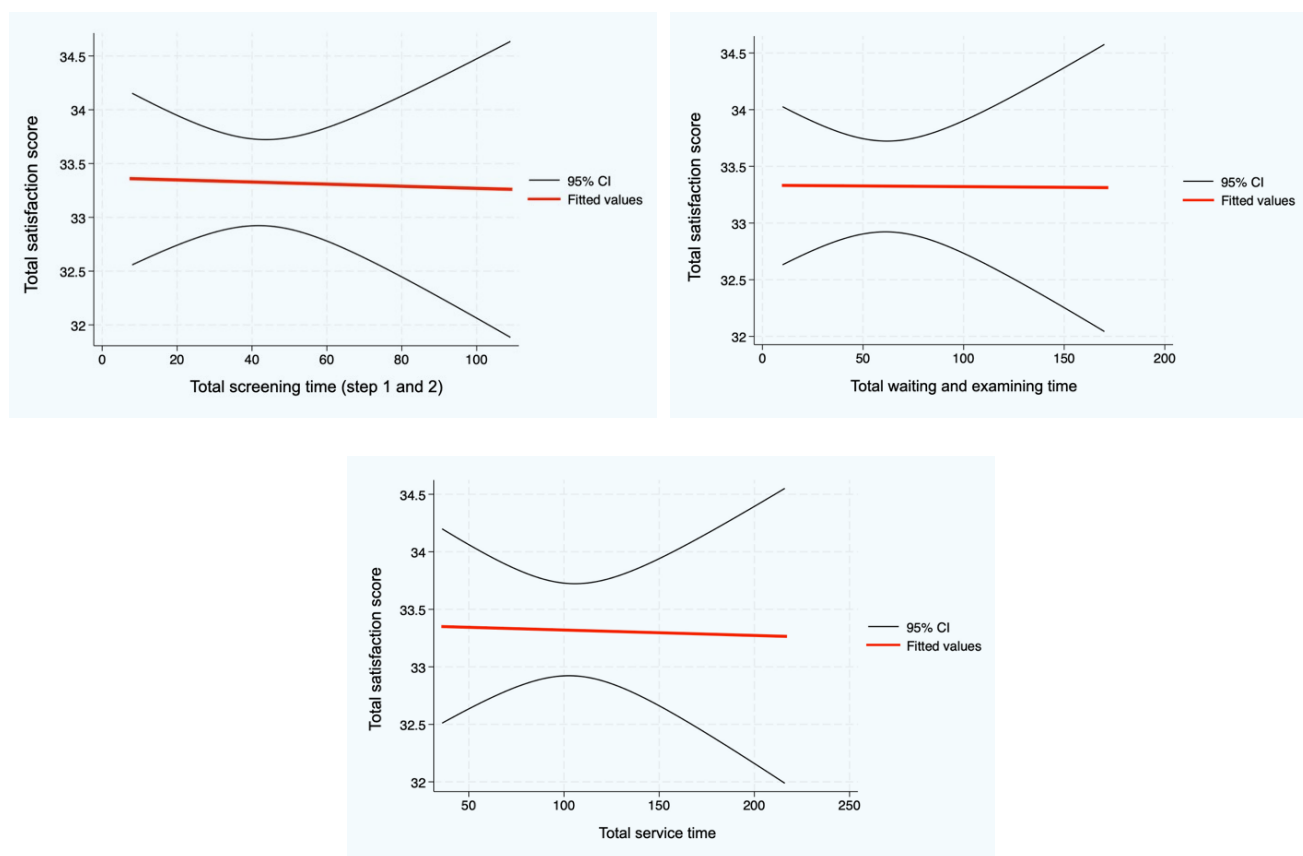 Total satisfaction score
34.5
34
33.5
33
32.5
32
0 20 40 60 80 100
Total screening time (step 1 and 2)
95% CI
Fitted values
Total satisfaction score
34.5
34
33.5
33
32.5
32
0 50 100 150 200
Total waiting and examining time
95% CI
Fitted values
Total satisfaction score
34.5
34
33.5
33
32.5
32
50 100 150 200 250
Total service time
95% CI
Fitted values